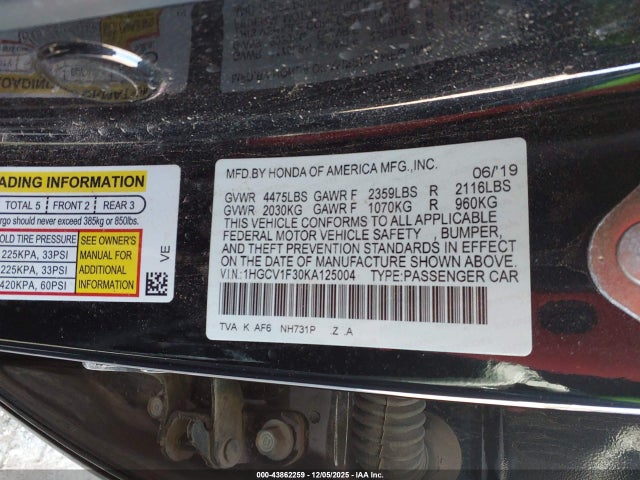 MFD.BY HONDA OF AMERICA MFG.,INC. 06/'19
GVWR 4475LBS GAWR F 2359LBS R 2116LBS
GVWR 2030KG GAWR F 1070KG R 960KG
THIS VEHICLE CONFORMS TO ALL APPLICABLE
FEDERAL MOTOR VEHICLE SAFETY , BUMPER,
AND THEFT PREVENTION STANDARDS IN EFFECT
ON THE DATE OF MANUFACTURE SHOWN ABOVE.
V.I.N.:1HGCV1F30KA125004 TYPE:PASSENGER CAR
TVA K AF6 NH731P .Z .A
ADING INFORMATION
TOTAL 5 FRONT 2 REAR 3
rgo should never exceed 385kg or 850lbs.
OLD TIRE PRESSURE
225KPA, 33PSI
225KPA, 33PSI
420KPA, 60PSI
SEE OWNER'S
MANUAL FOR
ADDITIONAL
INFORMATION
VE
000-43862259 - 12/05/2025 - IAA Inc.